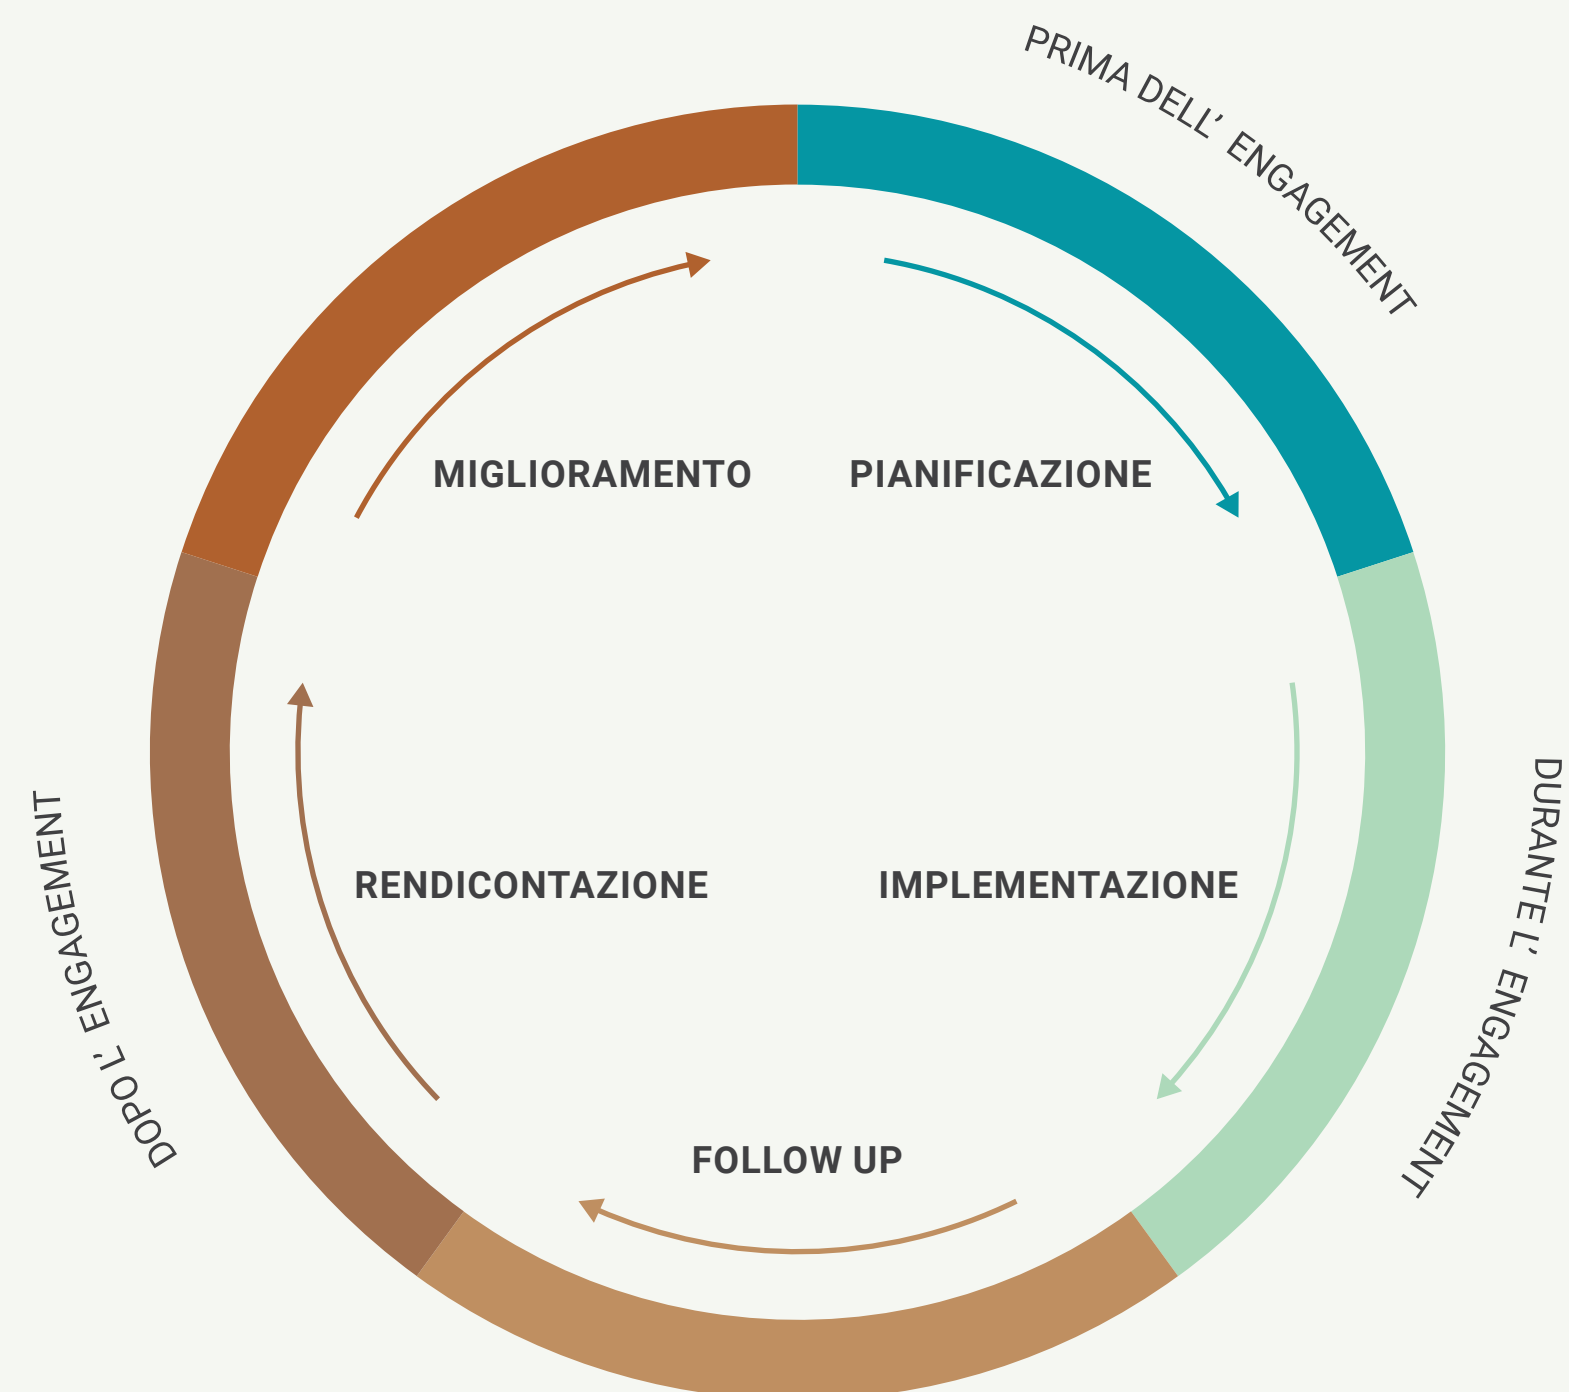 PRIMA DELL’ ENGAGEMENT
MIGLIORAMENTO
PIANIFICAZIONE
DURANTE L’ ENGAGEMENT
DOPO L’ ENGAGEMENT
RENDICONTAZIONE
IMPLEMENTAZIONE
FOLLOW UP